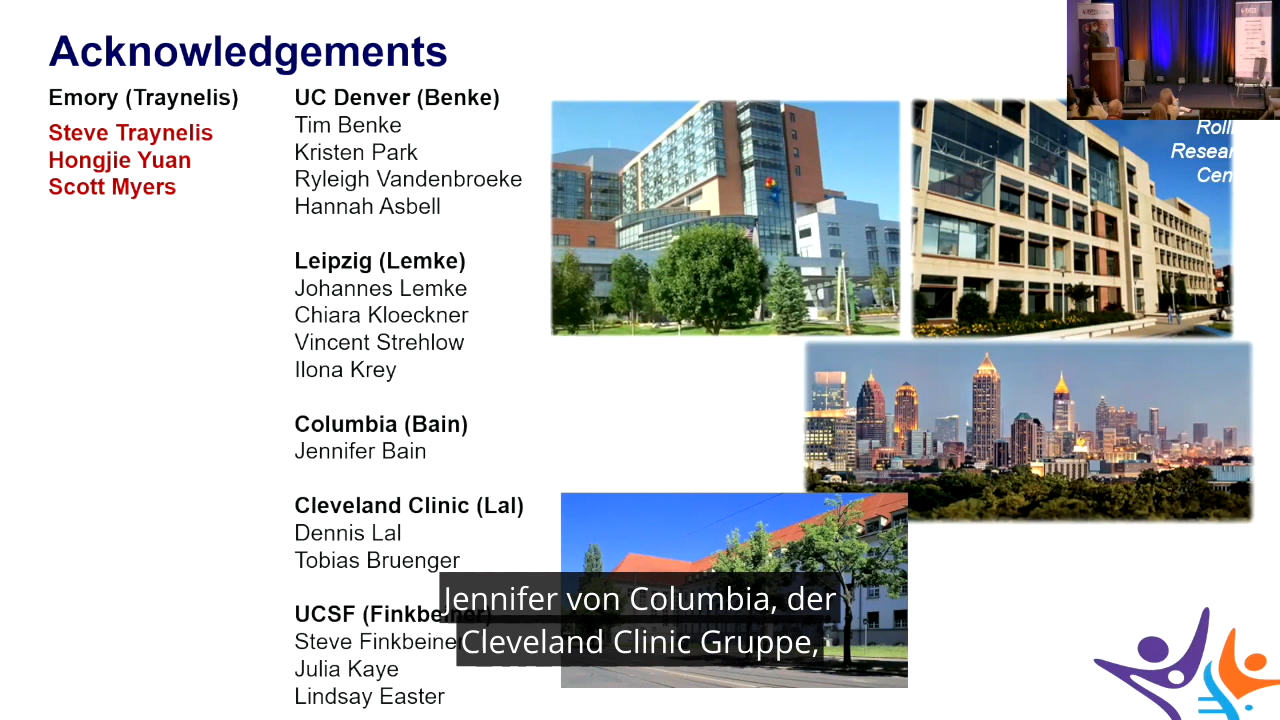 Acknowledgements
Emory (Traynelis)
Steve Traynelis
Hongjie Yuan
Scott Myers
UC Denver (Benke)
Tim Benke
Kristen Park
Ryleigh Vandenbroeke
Hannah Asbell
Leipzig (Lemke)
Johannes Lemke
Chiara Kloeckner
Vincent Strehlow
Ilona Krey
Columbia (Bain)
Jennifer Bain
Cleveland Clinic (Lal)
Dennis Lal
Tobias Bruenger
UCSF (Finkbeiner)
Steve Finkbeiner
Julia Kaye
Lindsay Easter
Jennifer von Columbia, der
Cleveland Clinic Gruppe,